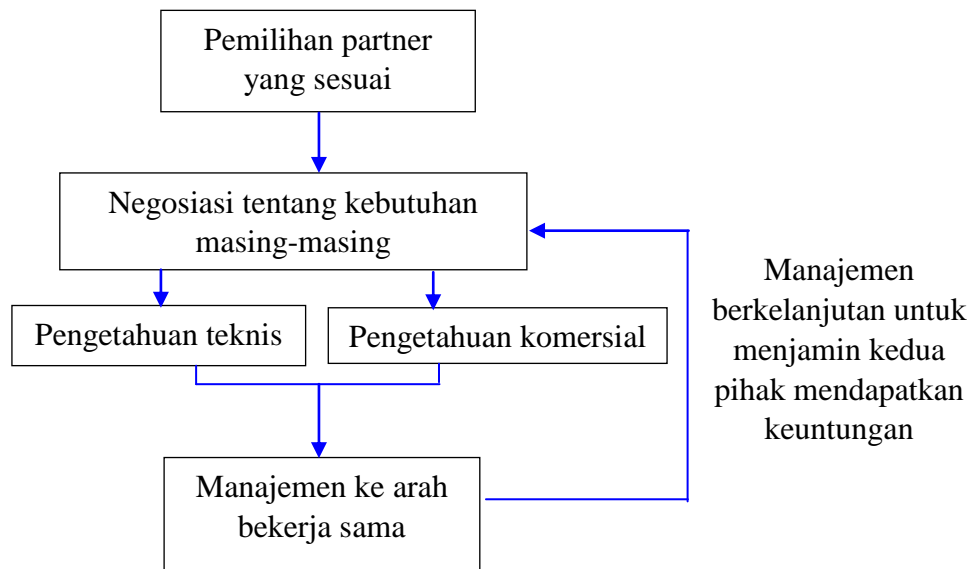 Pemilihan partner
yang sesuai
Negosiasi tentang kebutuhan
masing-masing
Pengetahuan teknis
Pengetahuan komersial
Manajemen ke arah
bekerja sama
Manajemen
berkelanjutan untuk
menjamin kedua
pihak mendapatkan
keuntungan